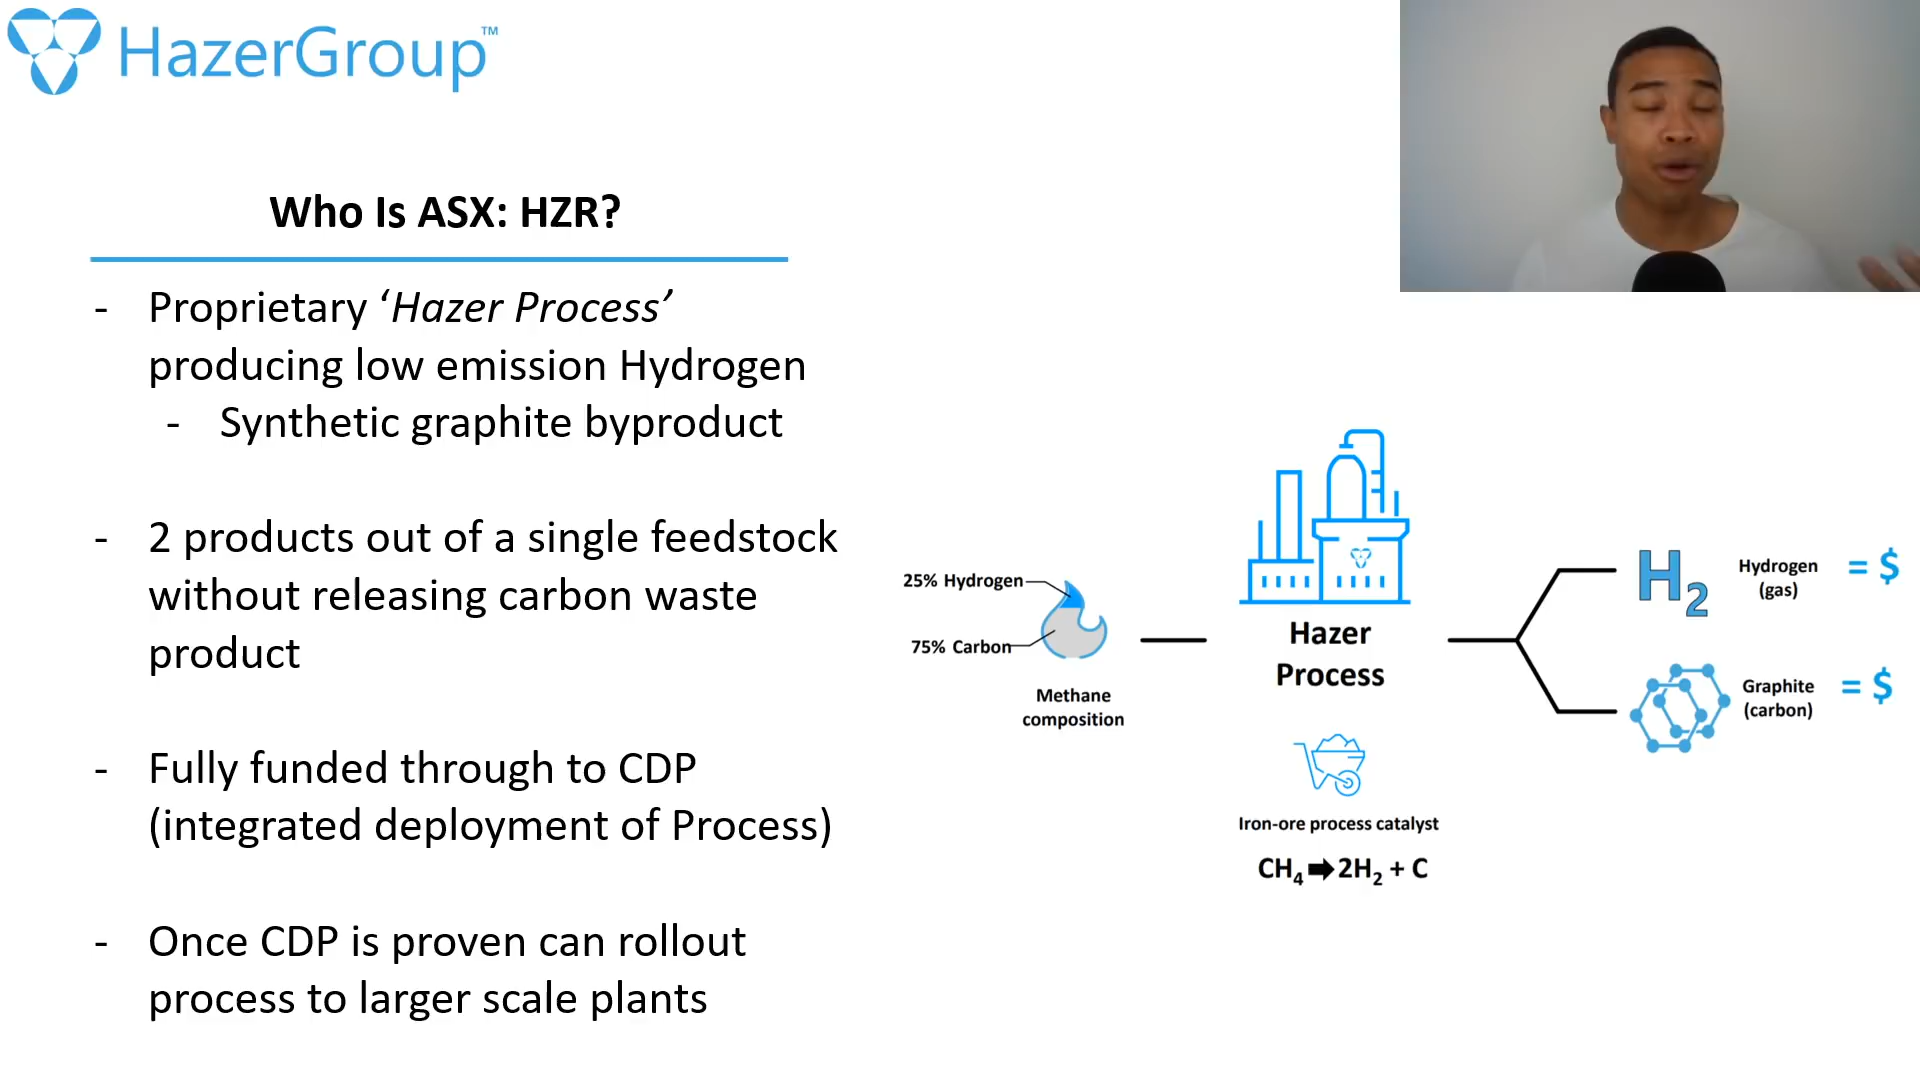 HazerGroup™
Who Is ASX: HZR?
- Proprietary ‘Hazer Process’
producing low emission Hydrogen
- Synthetic graphite byproduct
- 2 products out of a single feedstock
without releasing carbon waste
product
- Fully funded through to CDP
(integrated deployment of Process)
- Once CDP is proven can rollout
process to larger scale plants
25% Hydrogen
75% Carbon
Methane
composition
Hazer
Process
Iron-ore process catalyst
CH₄ ➡ 2H₂ + C
H₂
Hydrogen
(gas)
= $
Graphite
(carbon)
= $